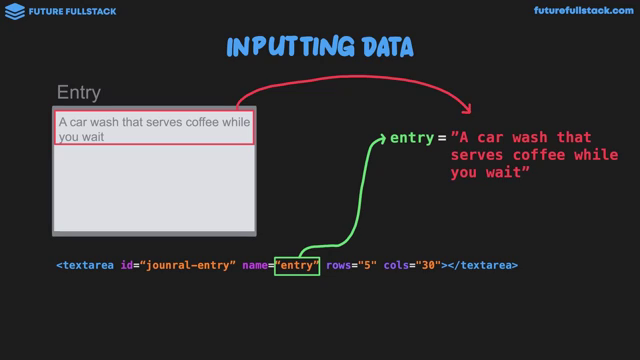 FUTURE FULLSTACK
futurefullstack.com
INPUTTING DATA
Entry
A car wash that serves coffee while
you wait
entry = ”A car wash that
serves coffee while
you wait”
<textarea id=“jounral-entry” name=“entry” rows="5" cols="30"></textarea>